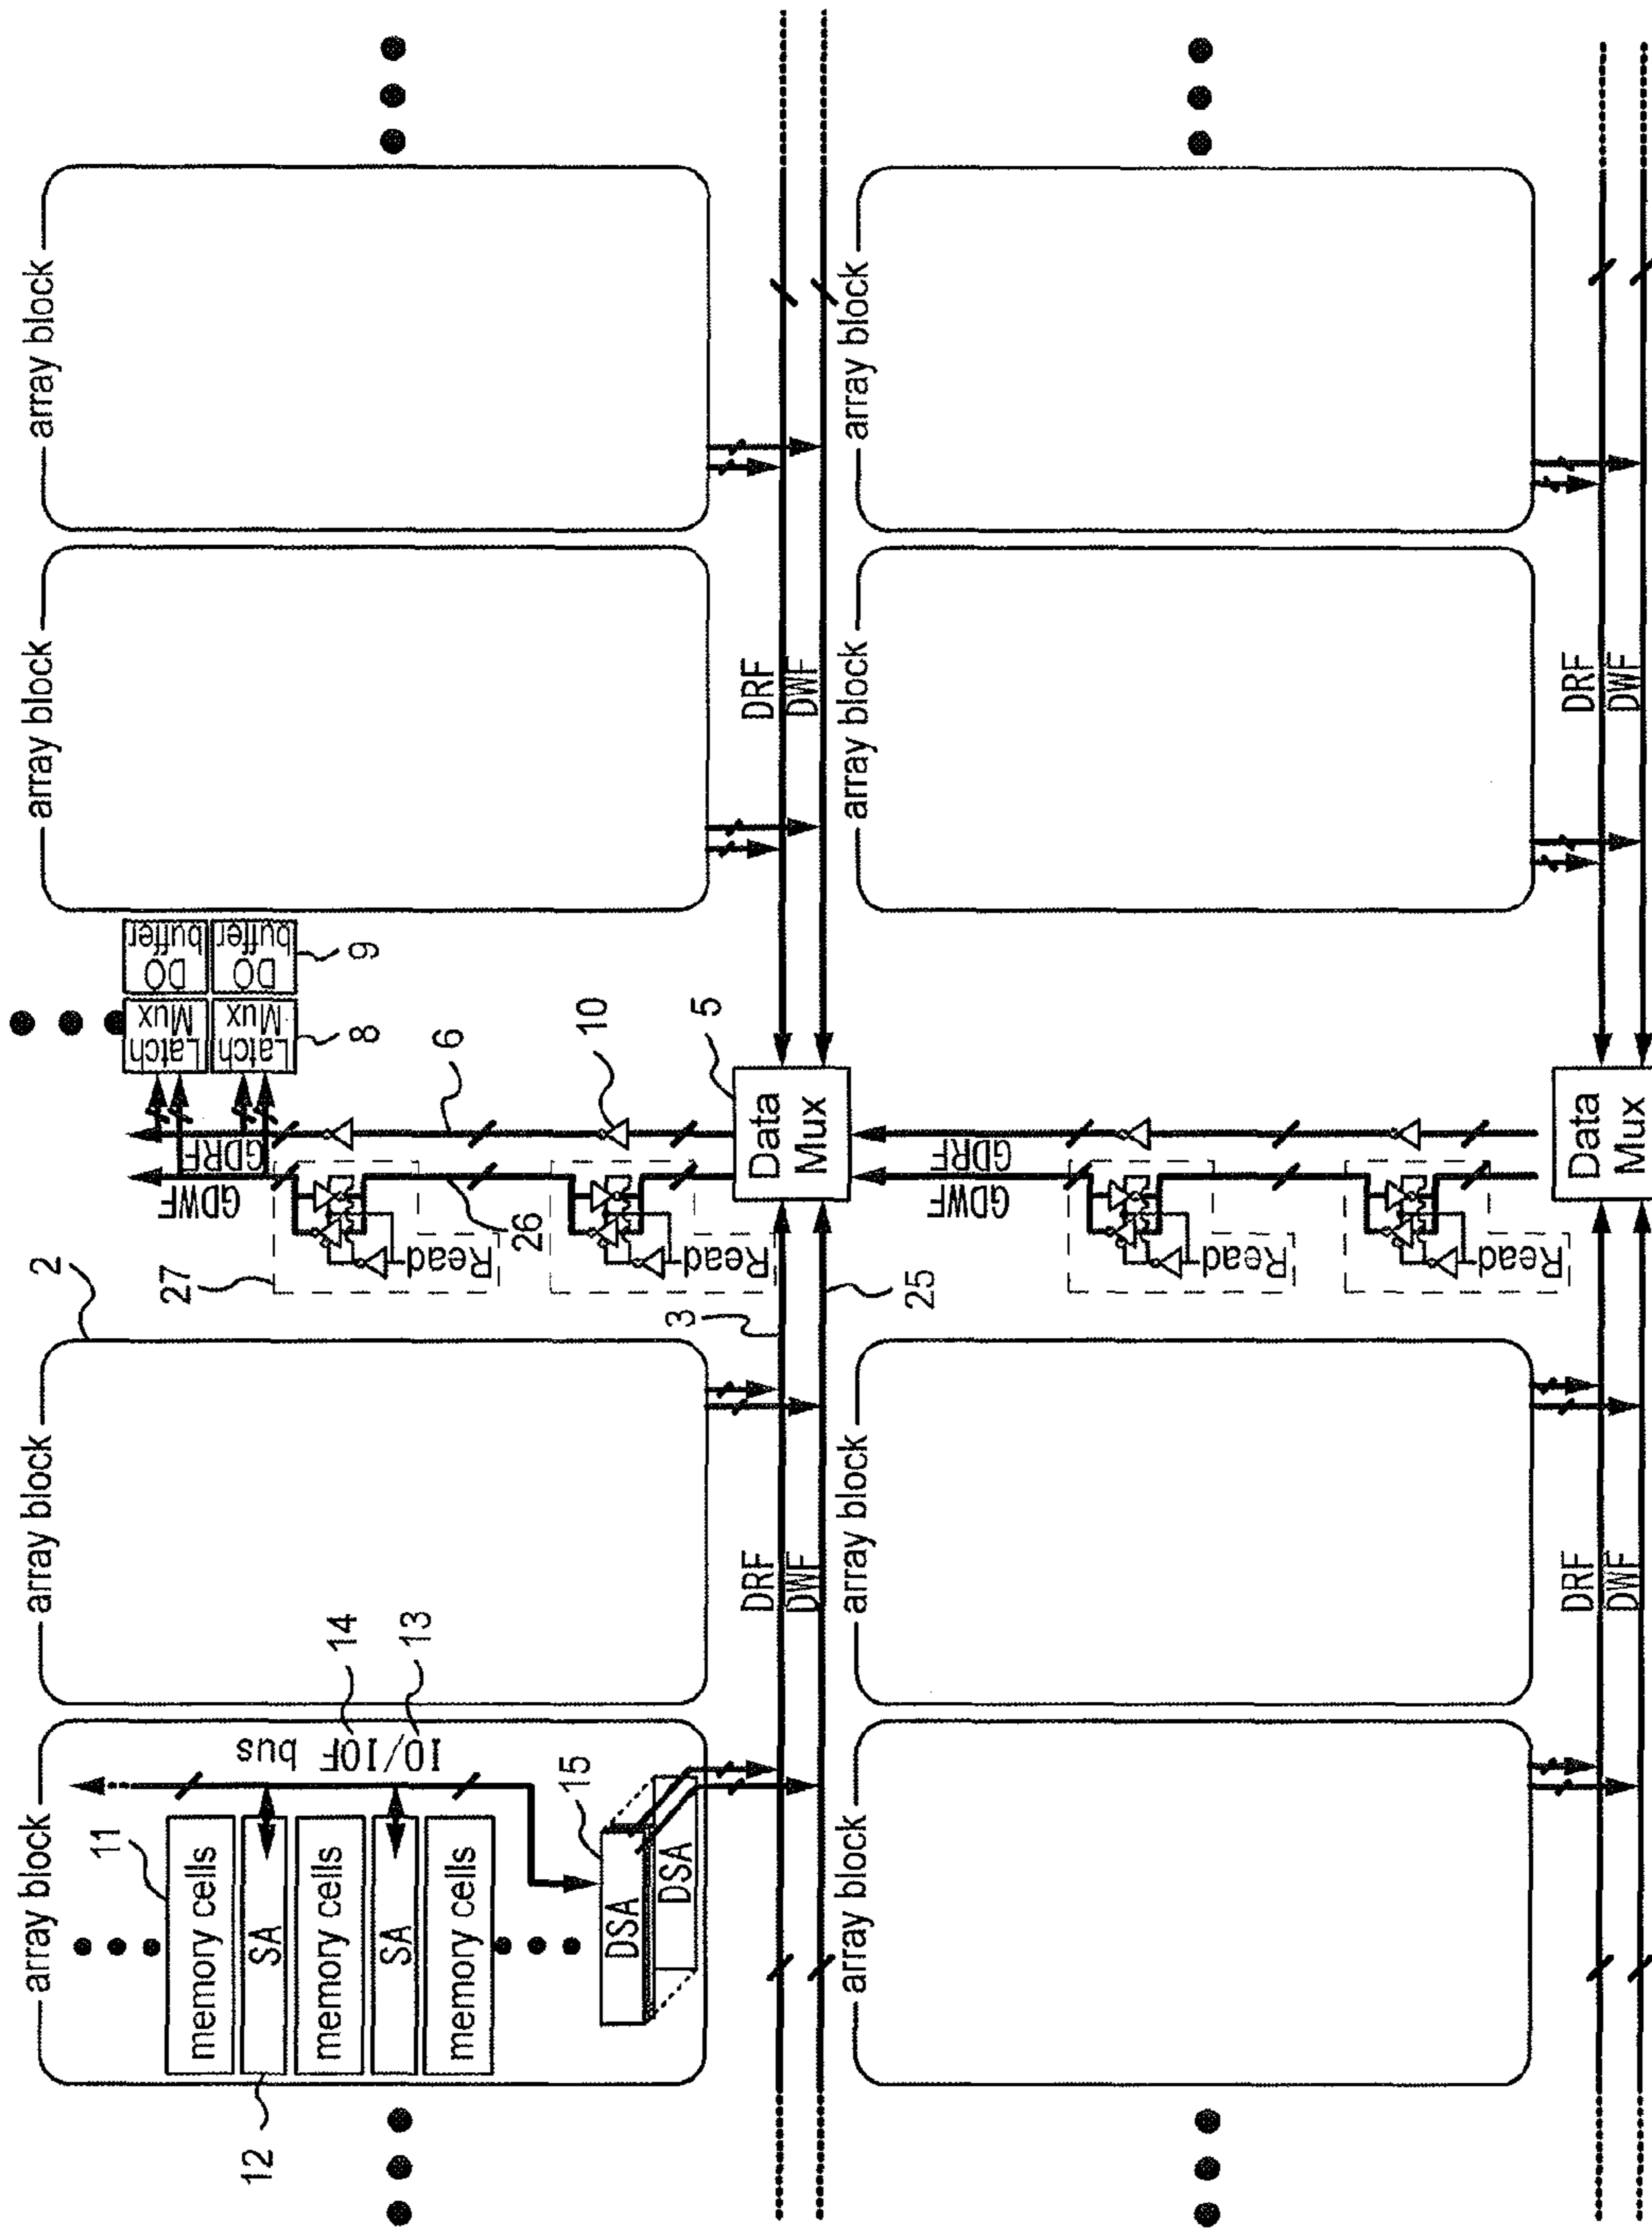 array block
11
memory cells
SA
memory cells
SA
memory cells
12
IO/IOF bus
14
13
15
DSA
DSA
array block
2
DRF
DWF
3
25
GDWF
GDRF
27
Read
26
Read
6
10
5
Data
Mux
Latch
Mux
Latch
Mux
8
DQ
buffer
DQ
buffer
9
array block
array block
DRF
DWF
array block
array block
DRF
DWF
GDWF
GDRF
Read
Read
Data
Mux
array block
array block
DRF
DWF